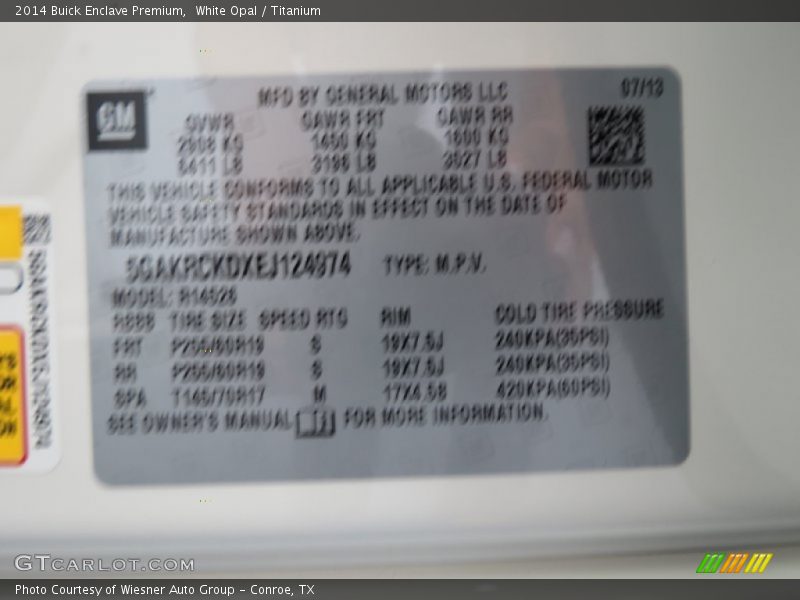 2014 Buick Enclave Premium,  White Opal / Titanium
GM
MFD BY GENERAL MOTORS LLC 07/13
GVWR GAWR FRT GAWR RR
2908 KG 1450 KG 1600 KG
6411 LB 3196 LB 3527 LB
THIS VEHICLE CONFORMS TO ALL APPLICABLE U.S. FEDERAL MOTOR
VEHICLE SAFETY STANDARDS IN EFFECT ON THE DATE OF
MANUFACTURE SHOWN ABOVE.
5GAKRCKDXEJ124974 TYPE: M.P.V.
MODEL: R14526
TIRE SIZE SPEED RTG RIM COLD TIRE PRESSURE
FRT P255/60R19 S 19X7.5J 240KPA(35PSI)
RR P255/60R19 S 19X7.5J 240KPA(35PSI)
SPA T145/70R17 M 17X4.5B 420KPA(60PSI)
SEE OWNER'S MANUAL FOR MORE INFORMATION.
5GAKRCKDXEJ124974
GTCARLOT.COM
Photo Courtesy of Wiesner Auto Group - Conroe, TX